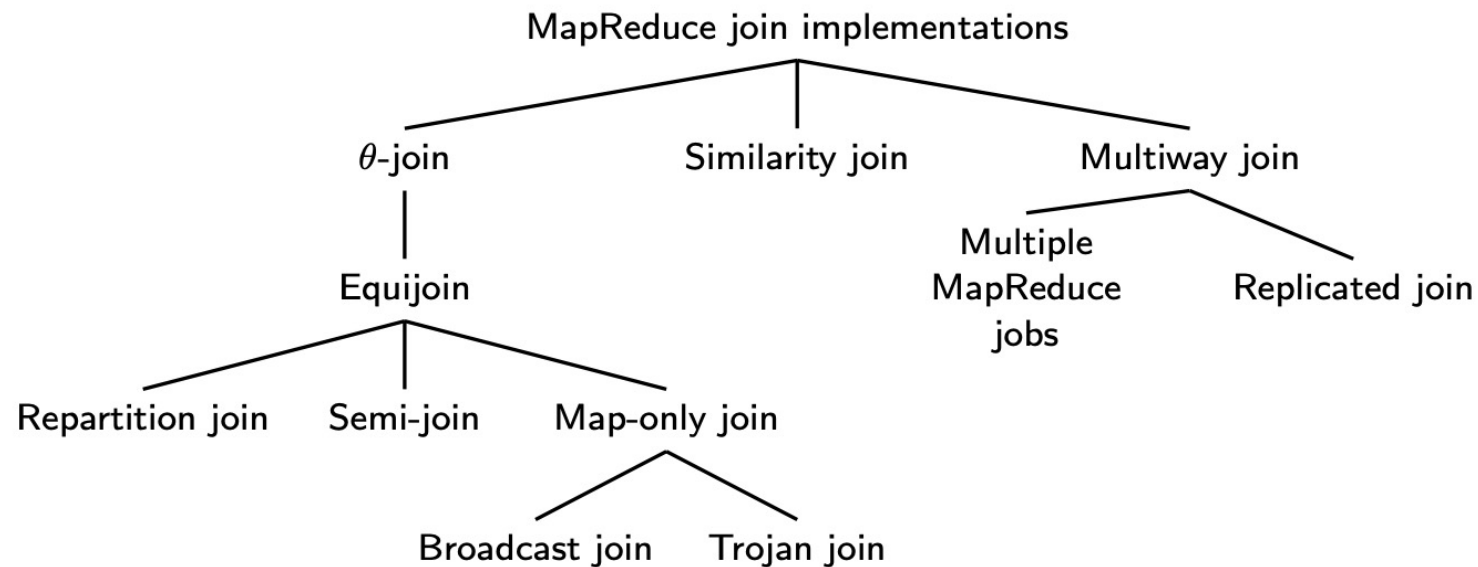 MapReduce join implementations
θ-join
Similarity join
Multiway join
Multiple
MapReduce
jobs
Replicated join
Equijoin
Repartition join
Semi-join
Map-only join
Broadcast join
Trojan join